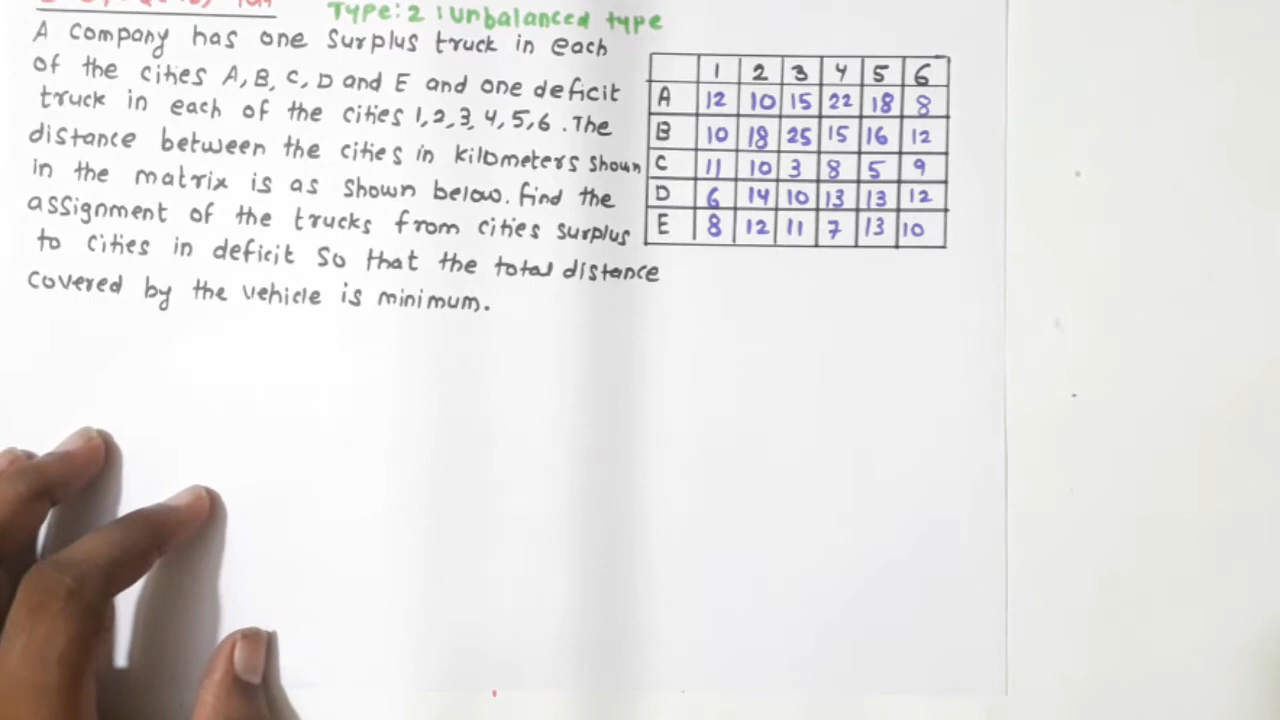 Type: 2 : Unbalanced type
A company has one surplus truck in each
of the cities A, B, C, D and E and one deficit
truck in each of the cities 1, 2, 3, 4, 5, 6. The
distance between the cities in kilometers shown
in the matrix is as shown below. find the
assignment of the trucks from cities surplus
to cities in deficit so that the total distance
covered by the vehicle is minimum.
1 2 3 4 5 6
A 12 10 15 22 18 8
B 10 18 25 15 16 12
C 11 10 3 8 5 9
D 6 14 10 13 13 12
E 8 12 11 7 13 10